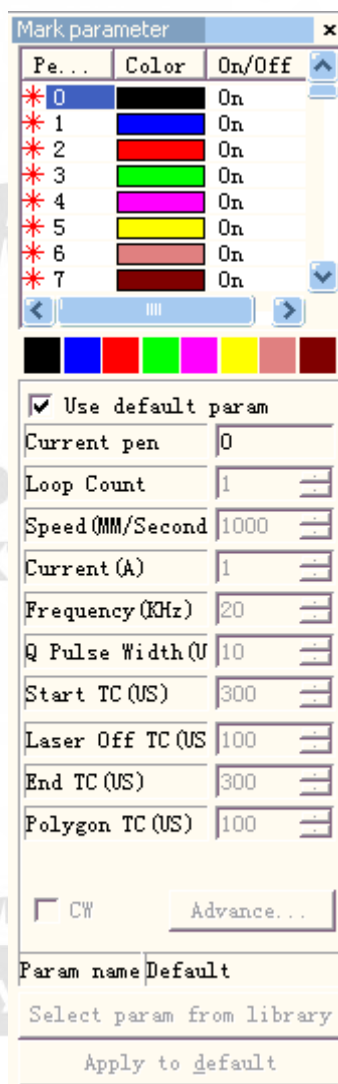 Mark parameter
Pe... Color On/Off
0 On
1 On
2 On
3 On
4 On
5 On
6 On
7 On
Use default param
Current pen 0
Loop Count 1
Speed(MM/Second 1000
Current(A) 1
Frequency(KHz) 20
Q Pulse Width(U 10
Start TC(US) 300
Laser Off TC(US 100
End TC(US) 300
Polygon TC(US) 100
CW Advance...
Param name Default
Select param from library
Apply to default